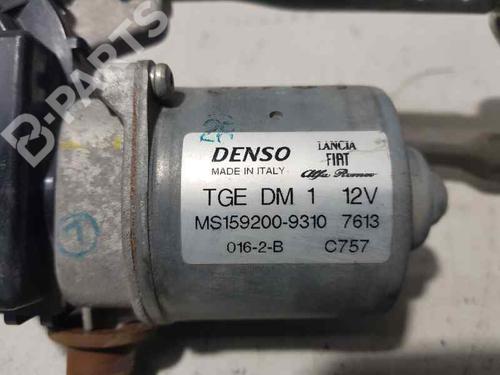 DENSO
MADE IN ITALY
LANCIA
FIAT
Alfa Romeo
TGE DM 1 12V
MS159200-9310 7613
016-2-B C757
B-PARTS
B-PARTS